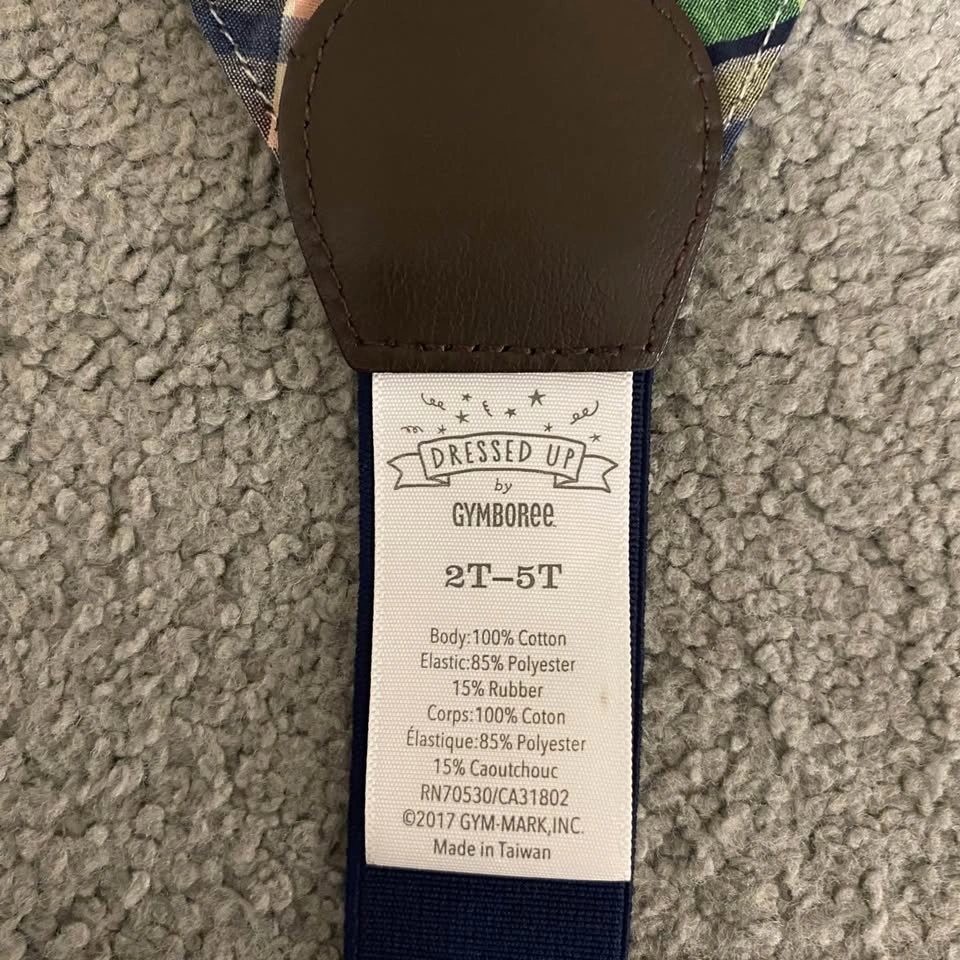 DRESSED UP
by
GYMBOREE
2T–5T
Body:100% Cotton
Elastic:85% Polyester
15% Rubber
Corps:100% Coton
Élastique:85% Polyester
15% Caoutchouc
RN70530/CA31802
©2017 GYM-MARK,INC.
Made in Taiwan